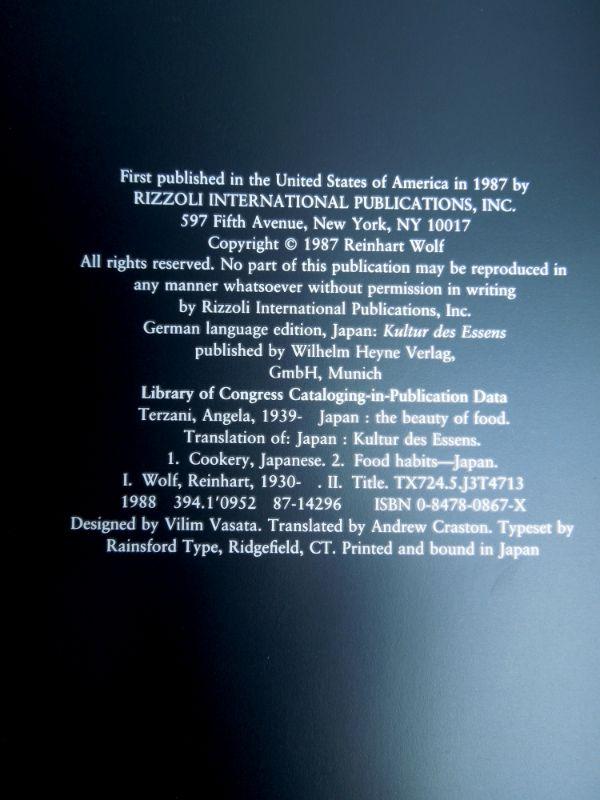 First published in the United States of America in 1987 by
RIZZOLI INTERNATIONAL PUBLICATIONS, INC.
597 Fifth Avenue, New York, NY 10017
Copyright © 1987 Reinhart Wolf
All rights reserved. No part of this publication may be reproduced in
any manner whatsoever without permission in writing
by Rizzoli International Publications, Inc.
German language edition, Japan: Kultur des Essens
published by Wilhelm Heyne Verlag,
GmbH, Munich
Library of Congress Cataloging-in-Publication Data
Terzani, Angela, 1939- Japan : the beauty of food.
Translation of: Japan : Kultur des Essens.
1. Cookery, Japanese. 2. Food habits—Japan.
I. Wolf, Reinhart, 1930- . II. Title. TX724.5.J3T4713
1988 394.1'0952 87-14296 ISBN 0-8478-0867-X
Designed by Vilim Vasata. Translated by Andrew Craston. Typeset by
Rainsford Type, Ridgefield, CT. Printed and bound in Japan